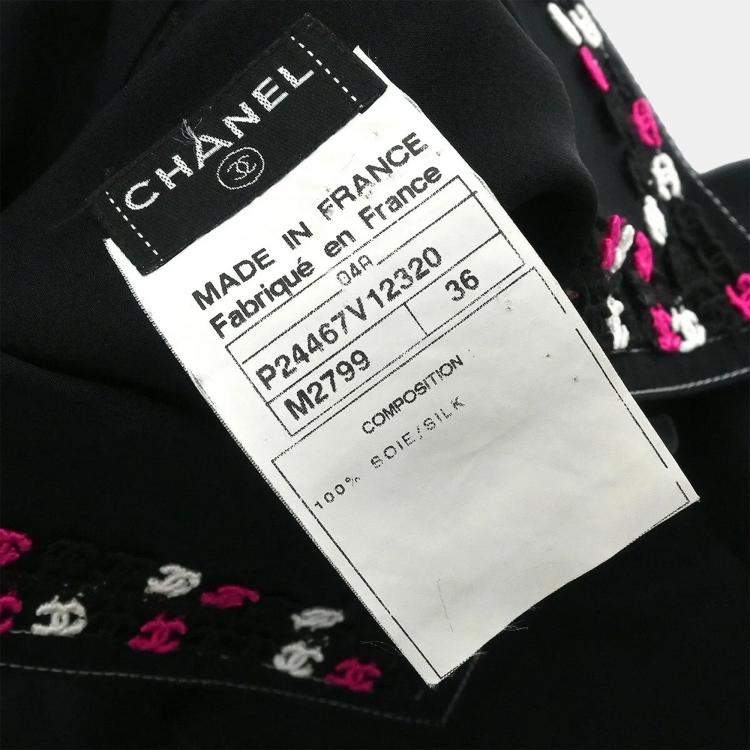 CHANEL
MADE IN FRANCE
Fabriqué en France
04A
P24467V12320
M2799 36
COMPOSITION :
100% SOIE/SILK